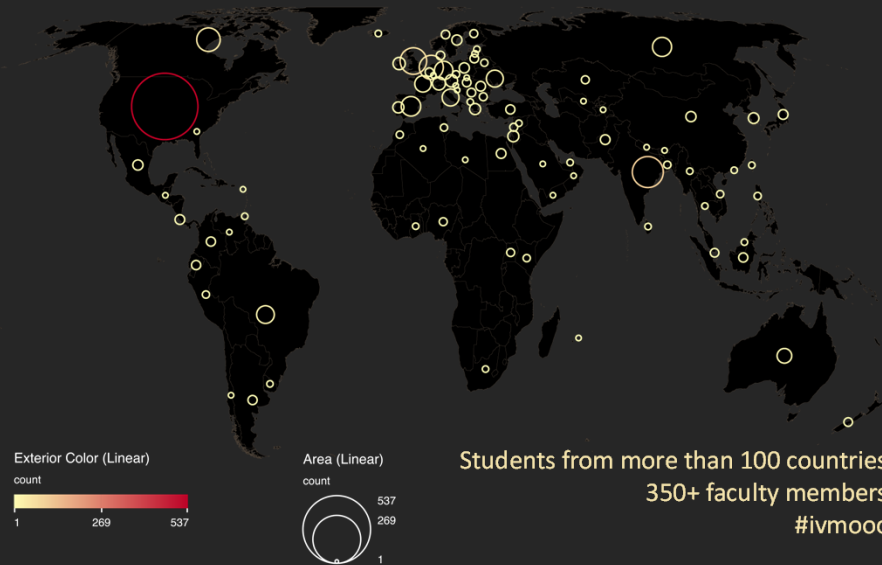 Exterior Color (Linear)
count
1 269 537
Area (Linear)
count
537
269
1
Students from more than 100 countries
350+ faculty members
#ivmooc